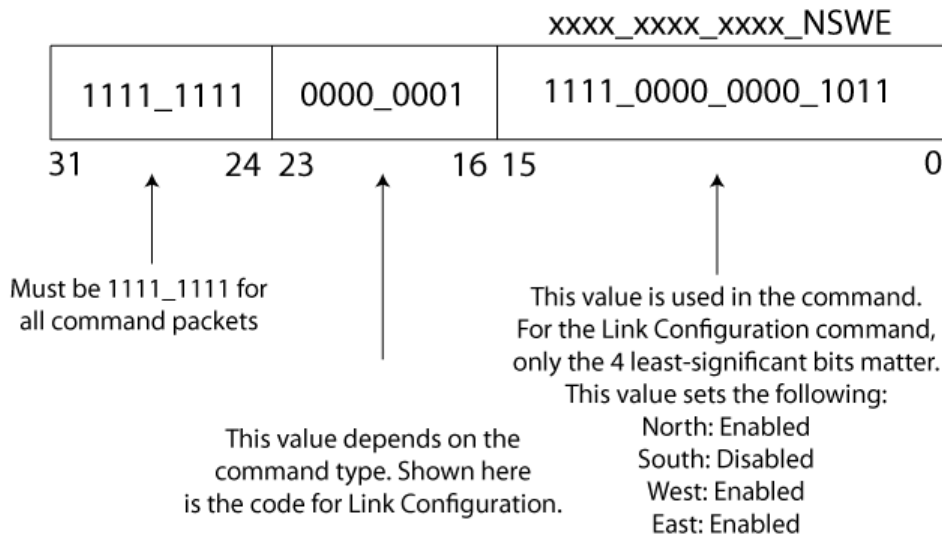 xxxx_xxxx_xxxx_NSWE
1111_1111 0000_0001 1111_0000_0000_1011
31 24 23 16 15 0
Must be 1111_1111 for
all command packets
This value depends on the
command type. Shown here
is the code for Link Configuration.
This value is used in the command.
For the Link Configuration command,
only the 4 least-significant bits matter.
This value sets the following:
North: Enabled
South: Disabled
West: Enabled
East: Enabled